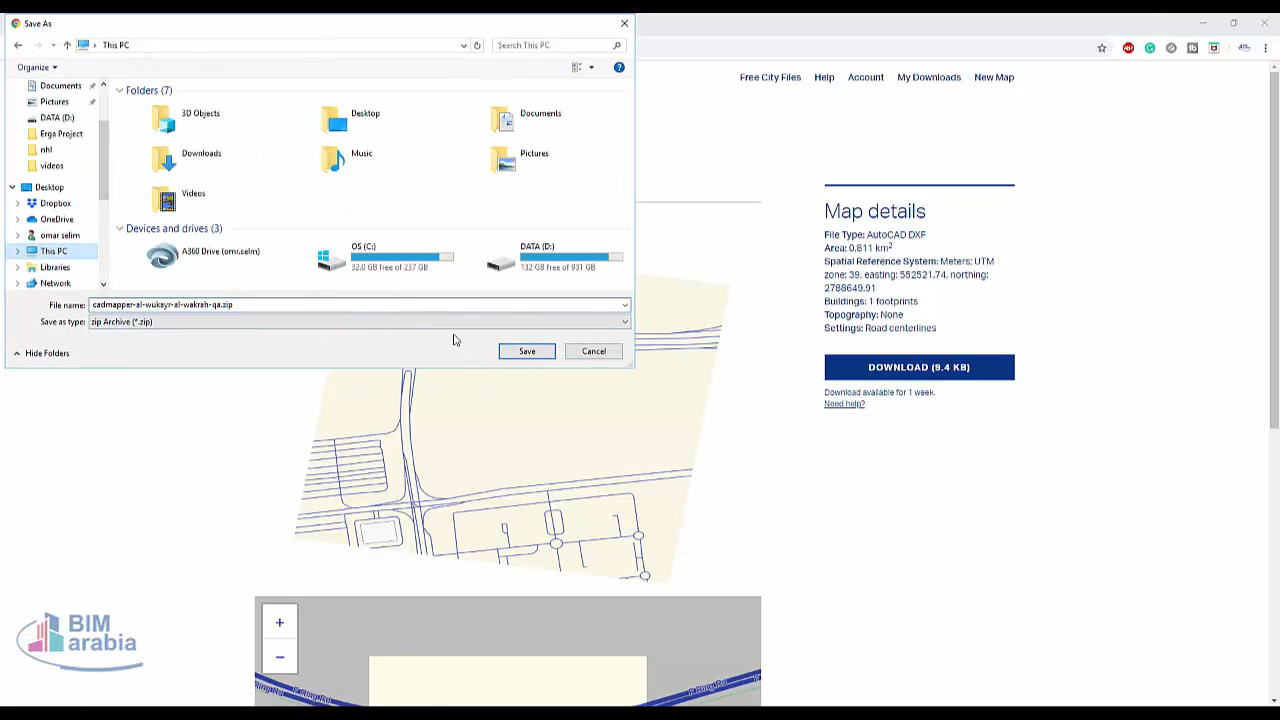 Save As
This PC
Search This PC
Organize
Documents
Pictures
DATA (D:)
Erga Project
nhl
videos
Desktop
Dropbox
OneDrive
omar selim
This PC
Libraries
Network
Folders (7)
3D Objects
Desktop
Documents
Downloads
Music
Pictures
Videos
Devices and drives (3)
A360 Drive (omr.selm)
OS (C:)
32.0 GB free of 237 GB
DATA (D:)
132 GB free of 931 GB
File name: cadmapper-al-wukayr-al-wakrah-qa.zip
Save as type: zip Archive (*.zip)
Hide Folders
Save
Cancel
Free City Files Help Account My Downloads New Map
Map details
File Type: AutoCAD DXF
Area: 0.811 km²
Spatial Reference System: Meters; UTM
zone: 39, easting: 552521.74, northing:
2788649.91
Buildings: 1 footprints
Topography: None
Settings: Road centerlines
DOWNLOAD (9.4 KB)
Download available for 1 week.
Need help?
+
−
BIM
arabia